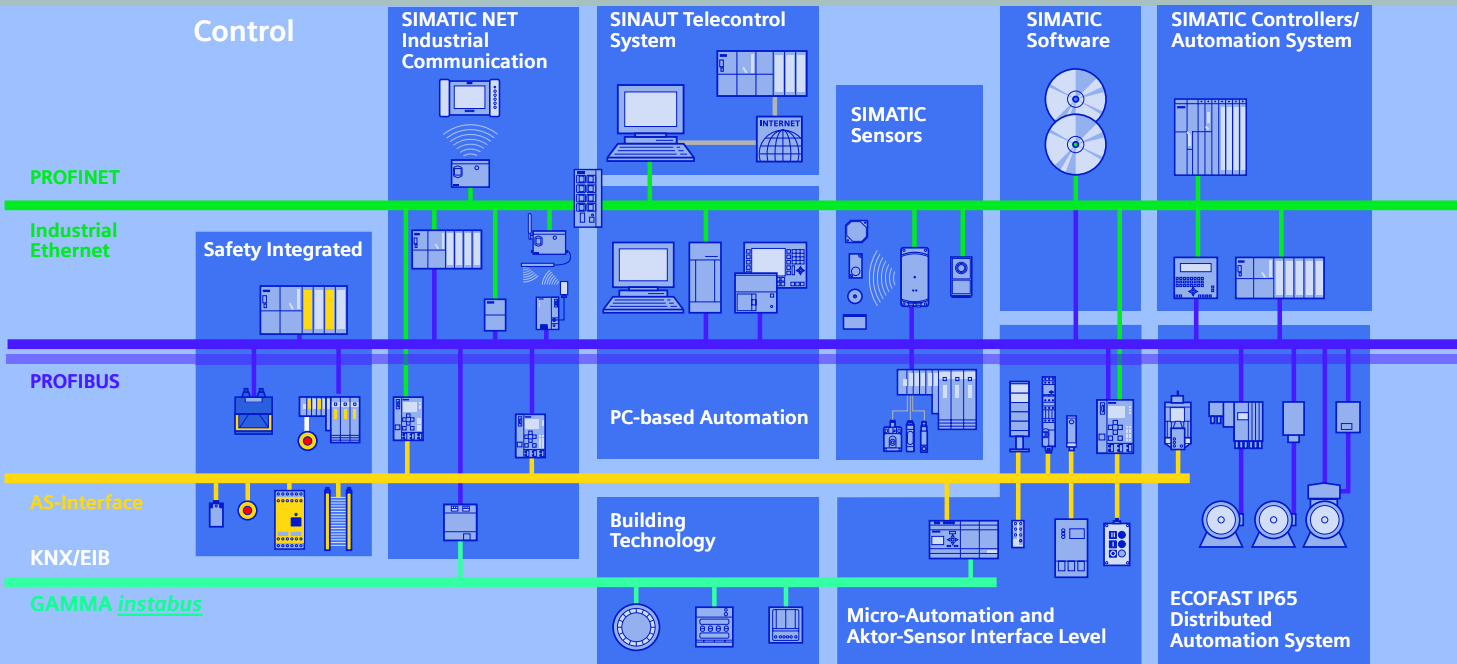 Control
SIMATIC NET
Industrial
Communication
SINAUT Telecontrol
System
INTERNET
SIMATIC
Sensors
SIMATIC
Software
SIMATIC Controllers/
Automation System
PROFINET
Industrial
Ethernet
Safety Integrated
PROFIBUS
PC-based Automation
AS-Interface
Building
Technology
KNX/EIB
GAMMA instabus
Micro-Automation and
Aktor-Sensor Interface Level
ECOFAST IP65
Distributed
Automation System